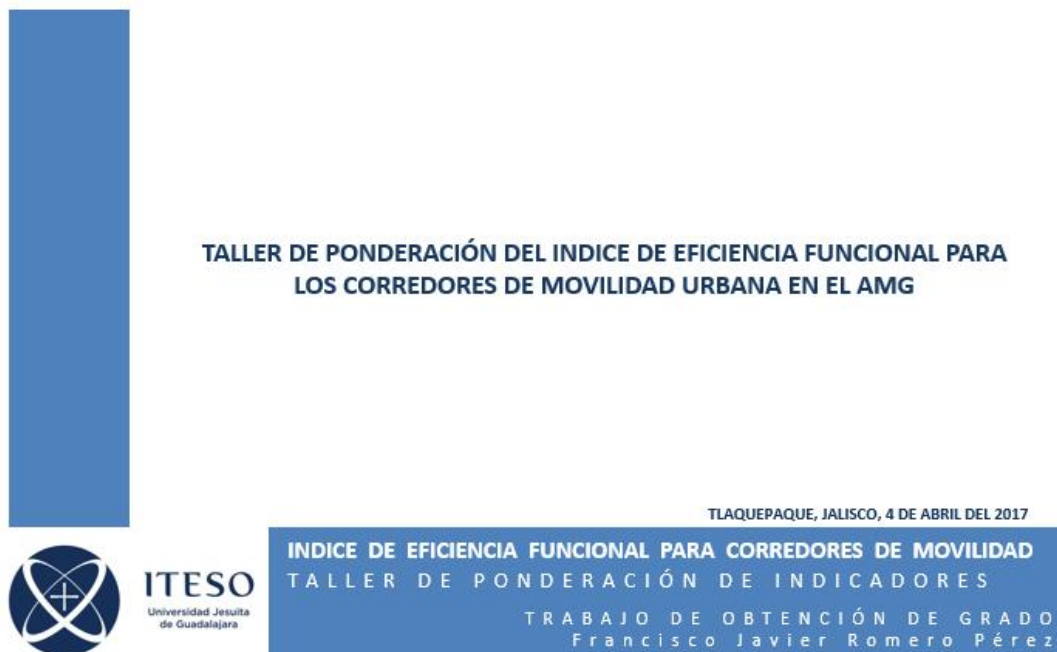 TALLER DE PONDERACIÓN DEL INDICE DE EFICIENCIA FUNCIONAL PARA
LOS CORREDORES DE MOVILIDAD URBANA EN EL AMG
TLAQUEPAQUE, JALISCO, 4 DE ABRIL DEL 2017
ITESO
Universidad Jesuita
de Guadalajara
INDICE DE EFICIENCIA FUNCIONAL PARA CORREDORES DE MOVILIDAD
TALLER DE PONDERACIÓN DE INDICADORES
TRABAJO DE OBTENCIÓN DE GRADO
Francisco Javier Romero Pérez